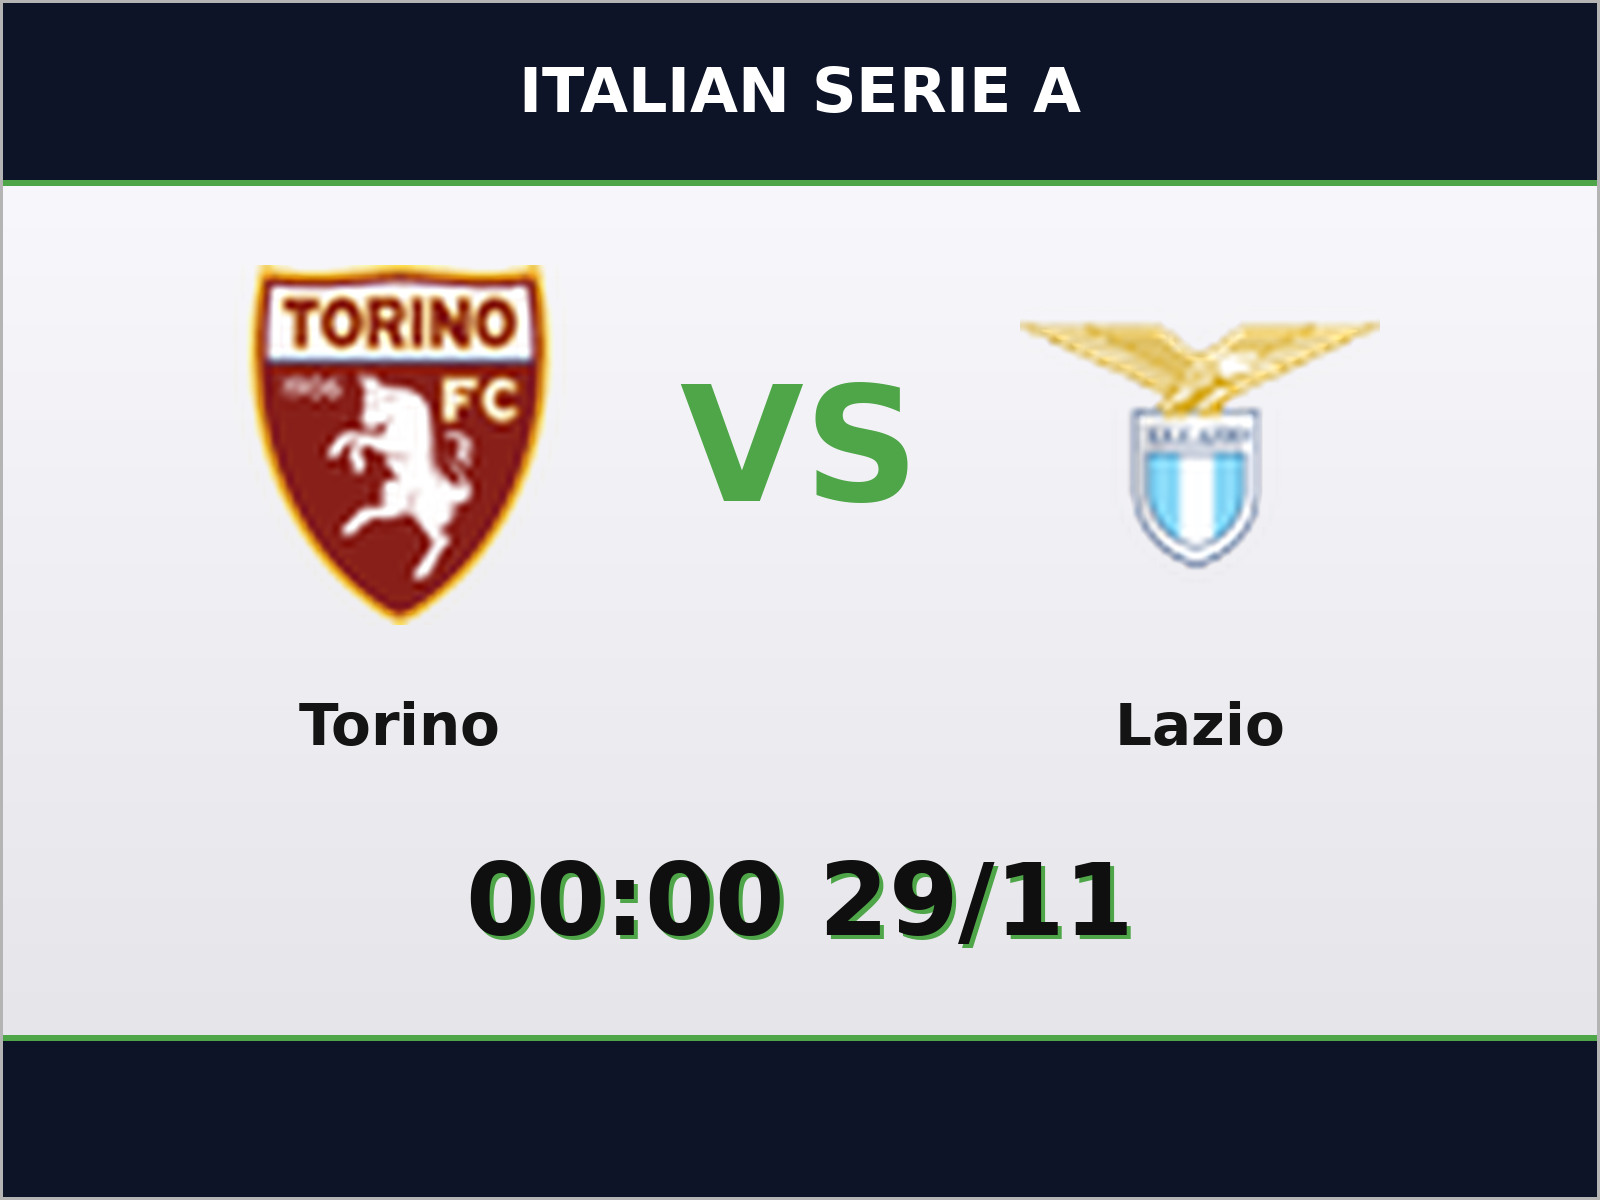 ITALIAN SERIE A
TORINO
1906
FC
VS
Torino
Lazio
00:00 29/11